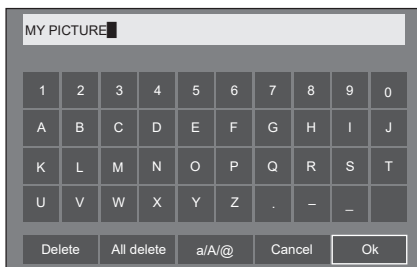 MY PICTURE
1 2 3 4 5 6 7 8 9 0
A B C D E F G H I J
K L M N O P Q R S T
U V W X Y Z . – _
Delete All delete a/A/@ Cancel Ok